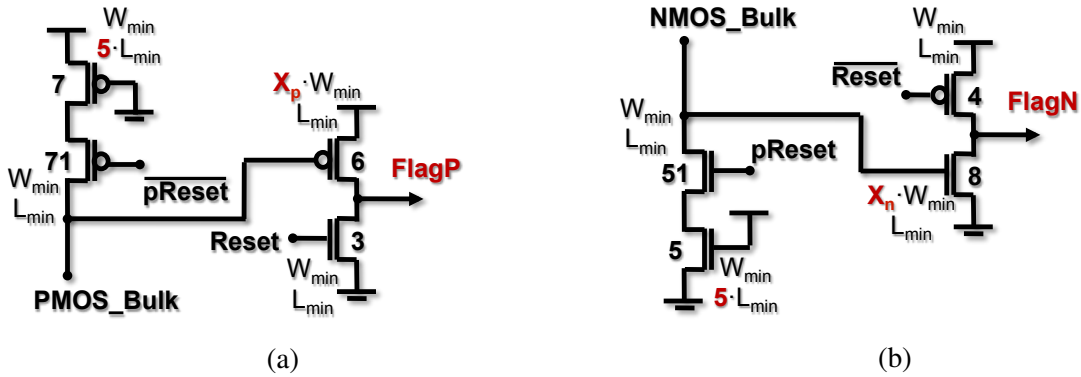 W_min
5·L_min
7
71
pReset
W_min
L_min
PMOS_Bulk
X_p·W_min
L_min
6
FlagP
Reset
3
W_min
L_min
(a)
NMOS_Bulk
W_min
L_min
Reset
4
FlagN
W_min
L_min
51
pReset
8
X_n·W_min
L_min
5
W_min
5·L_min
(b)